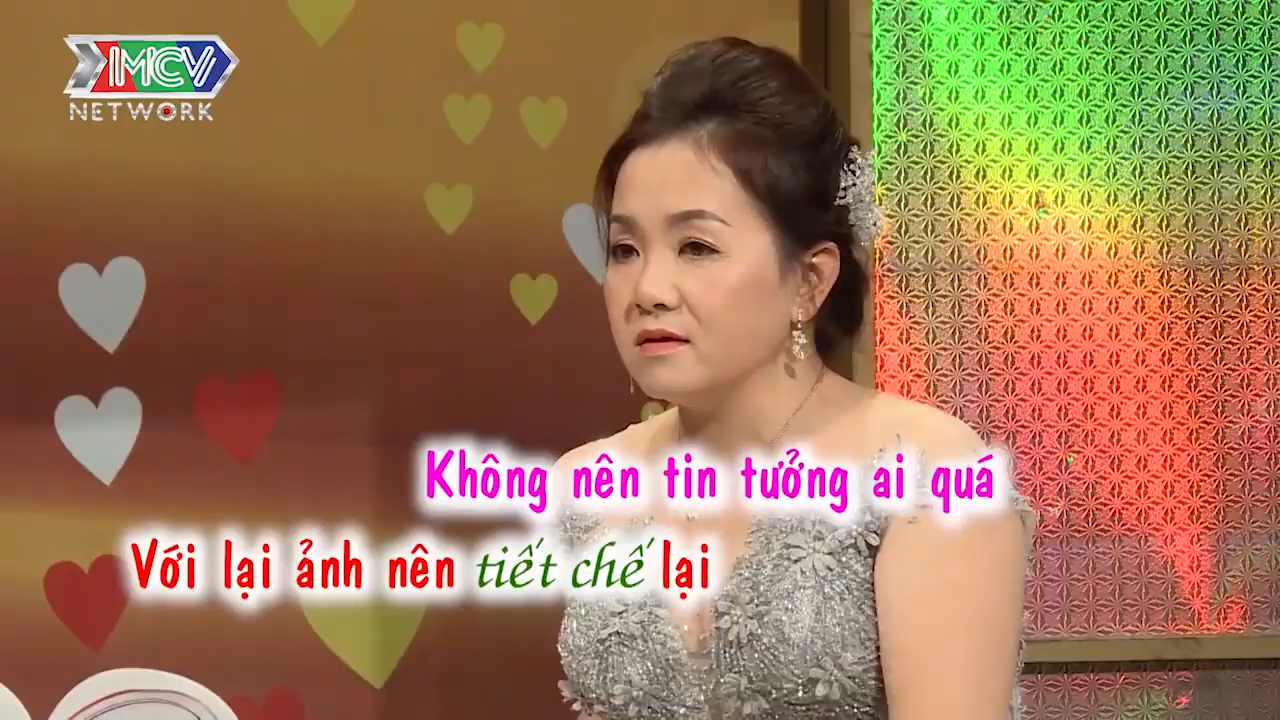 MCV
NETWORK
Không nên tin tưởng ai quá
Với lại ảnh nên tiết chế lại